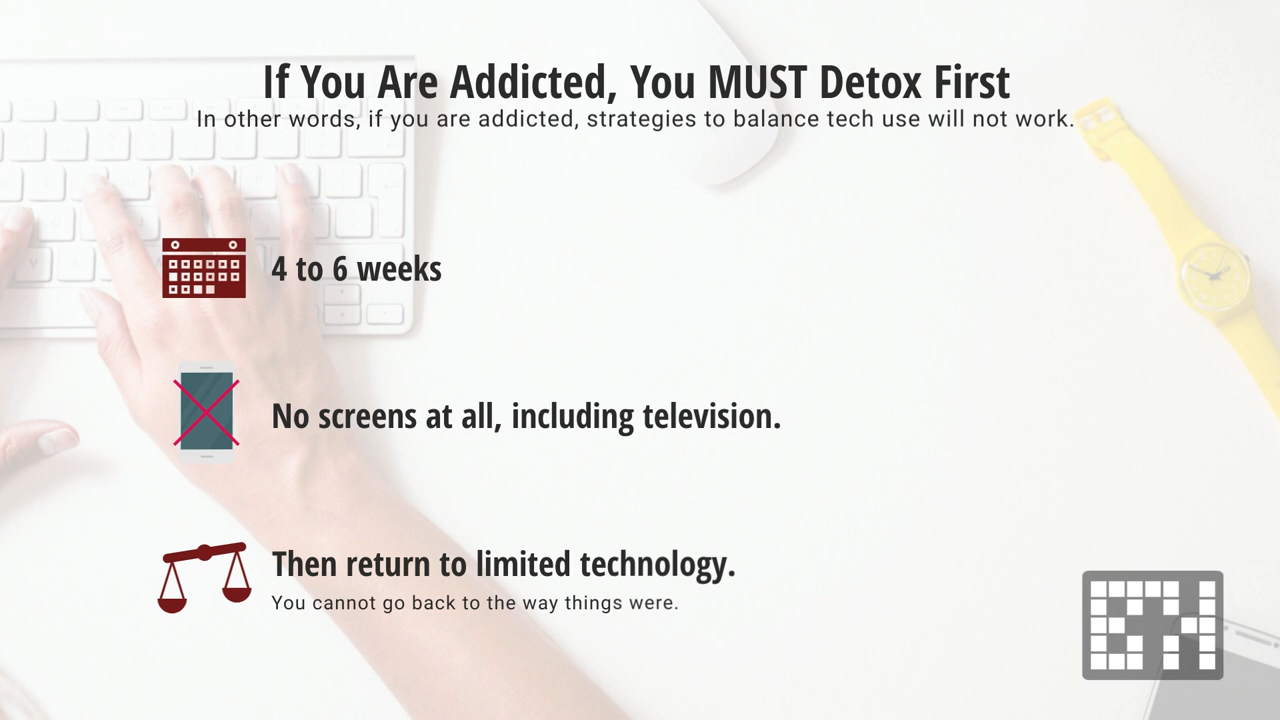 If You Are Addicted, You MUST Detox First
In other words, if you are addicted, strategies to balance tech use will not work.
4 to 6 weeks
No screens at all, including television.
Then return to limited technology.
You cannot go back to the way things were.